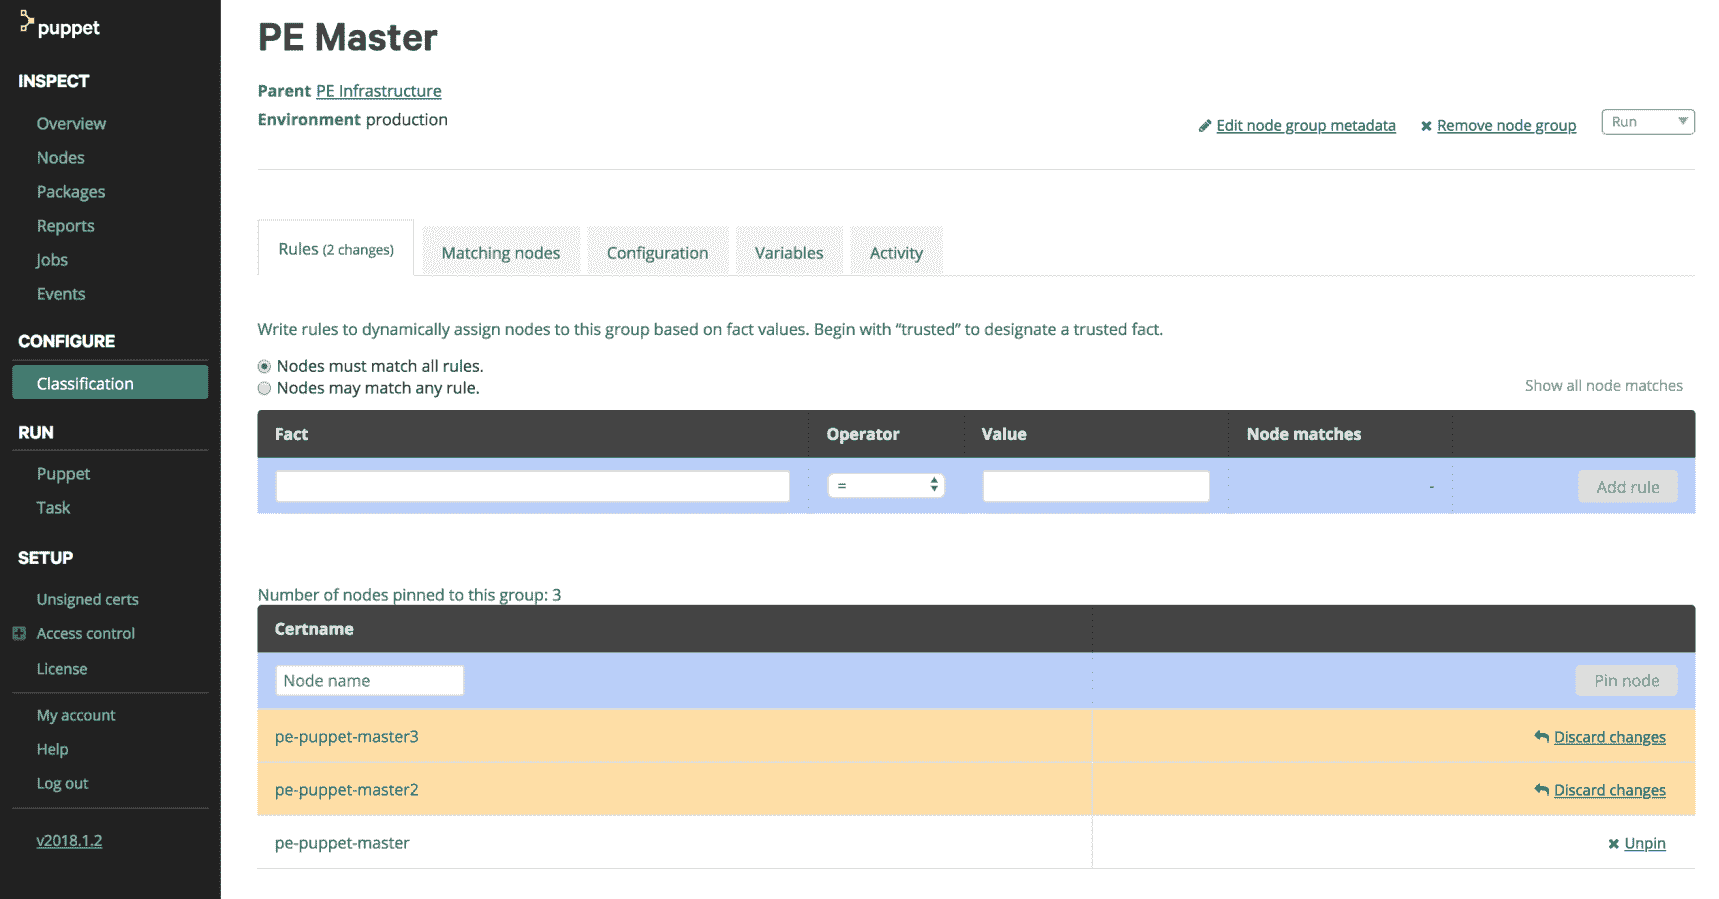 puppet
INSPECT
Overview
Nodes
Packages
Reports
Jobs
Events
CONFIGURE
Classification
RUN
Puppet
Task
SETUP
Unsigned certs
Access control
License
My account
Help
Log out
v2018.1.2
PE Master
Parent PE Infrastructure
Environment production
Edit node group metadata Remove node group Run
Rules (2 changes) Matching nodes Configuration Variables Activity
Write rules to dynamically assign nodes to this group based on fact values. Begin with “trusted” to designate a trusted fact.
Nodes must match all rules.
Nodes may match any rule.
Show all node matches
Fact Operator Value Node matches
= - Add rule
Number of nodes pinned to this group: 3
Certname
Node name Pin node
pe-puppet-master3 Discard changes
pe-puppet-master2 Discard changes
pe-puppet-master Unpin